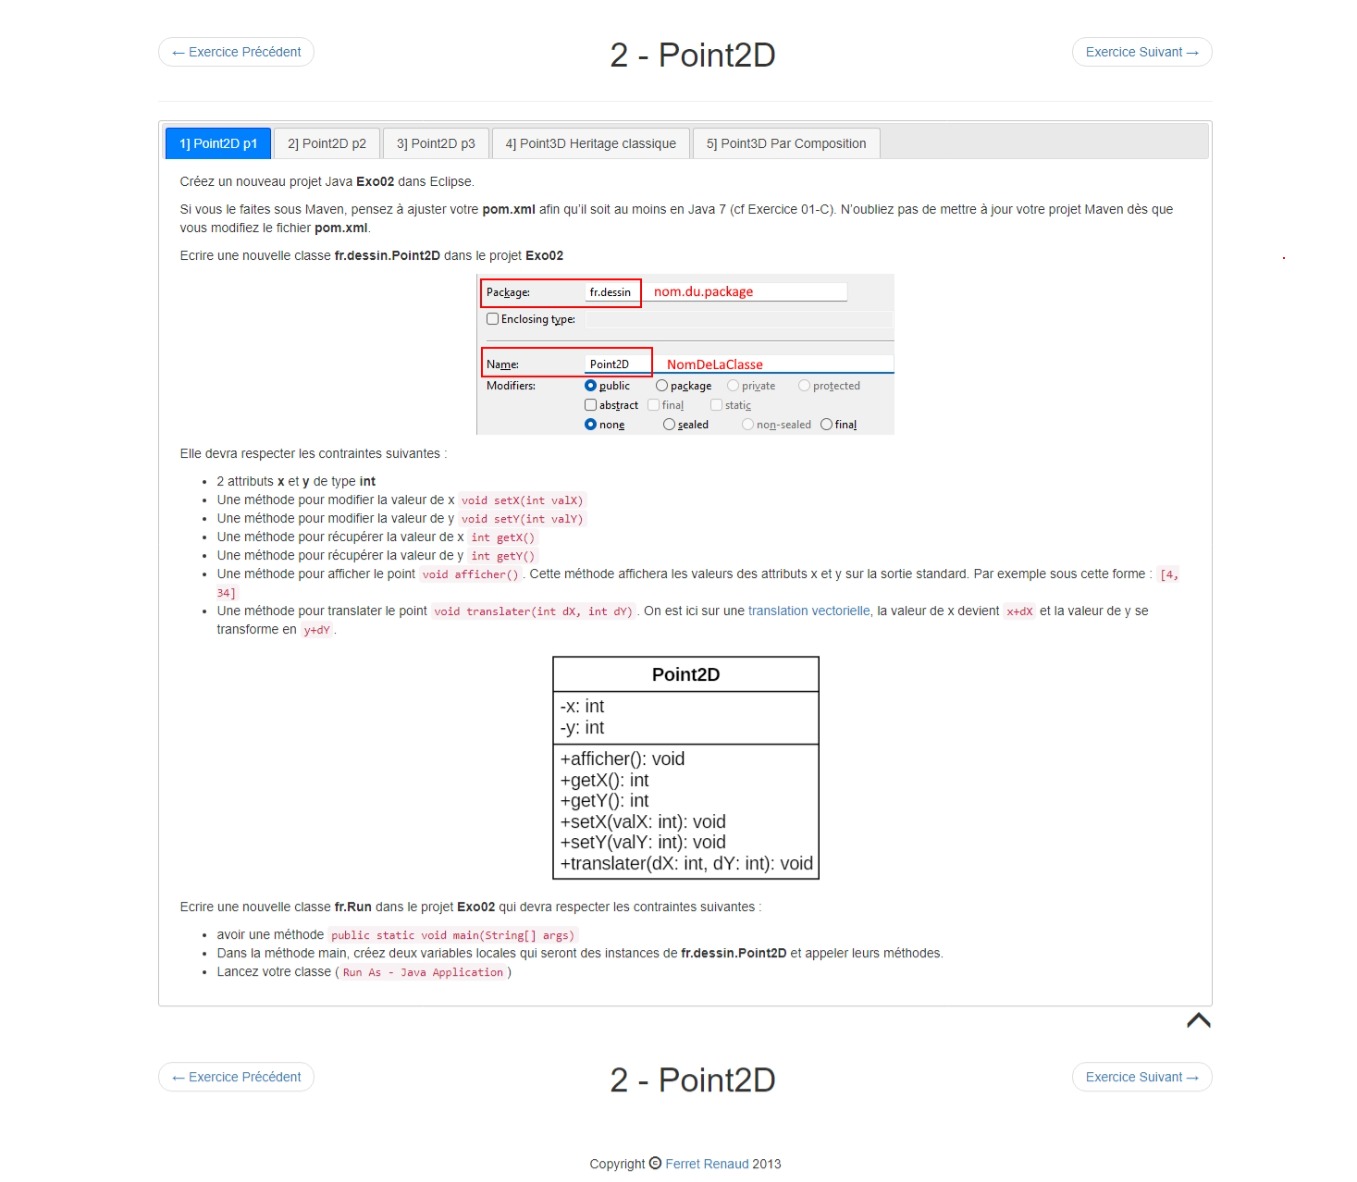 ← Exercice Précédent
2 - Point2D
Exercice Suivant →
1] Point2D p1
2] Point2D p2
3] Point2D p3
4] Point3D Heritage classique
5] Point3D Par Composition
Créez un nouveau projet Java Exo02 dans Eclipse.
Si vous le faites sous Maven, pensez à ajuster votre pom.xml afin qu'il soit au moins en Java 7 (cf Exercice 01-C). N'oubliez pas de mettre à jour votre projet Maven dès que
vous modifiez le fichier pom.xml.
Ecrire une nouvelle classe fr.dessin.Point2D dans le projet Exo02
Package: fr.dessin nom.du.package
Enclosing type:
Name: Point2D NomDeLaClasse
Modifiers: public package private protected
abstract final static
none sealed non-sealed final
Elle devra respecter les contraintes suivantes :
• 2 attributs x et y de type int
• Une méthode pour modifier la valeur de x void setX(int valX)
• Une méthode pour modifier la valeur de y void setY(int valY)
• Une méthode pour récupérer la valeur de x int getX()
• Une méthode pour récupérer la valeur de y int getY()
• Une méthode pour afficher le point void afficher() . Cette méthode affichera les valeurs des attributs x et y sur la sortie standard. Par exemple sous cette forme : [4,
34]
• Une méthode pour translater le point void translater(int dX, int dY) . On est ici sur une translation vectorielle, la valeur de x devient x+dX et la valeur de y se
transforme en y+dY .
Point2D
-x: int
-y: int
+afficher(): void
+getX(): int
+getY(): int
+setX(valX: int): void
+setY(valY: int): void
+translater(dX: int, dY: int): void
Ecrire une nouvelle classe fr.Run dans le projet Exo02 qui devra respecter les contraintes suivantes :
• avoir une méthode public static void main(String[] args)
• Dans la méthode main, créez deux variables locales qui seront des instances de fr.dessin.Point2D et appeler leurs méthodes.
• Lancez votre classe ( Run As - Java Application )
← Exercice Précédent
2 - Point2D
Exercice Suivant →
Copyright © Ferret Renaud 2013